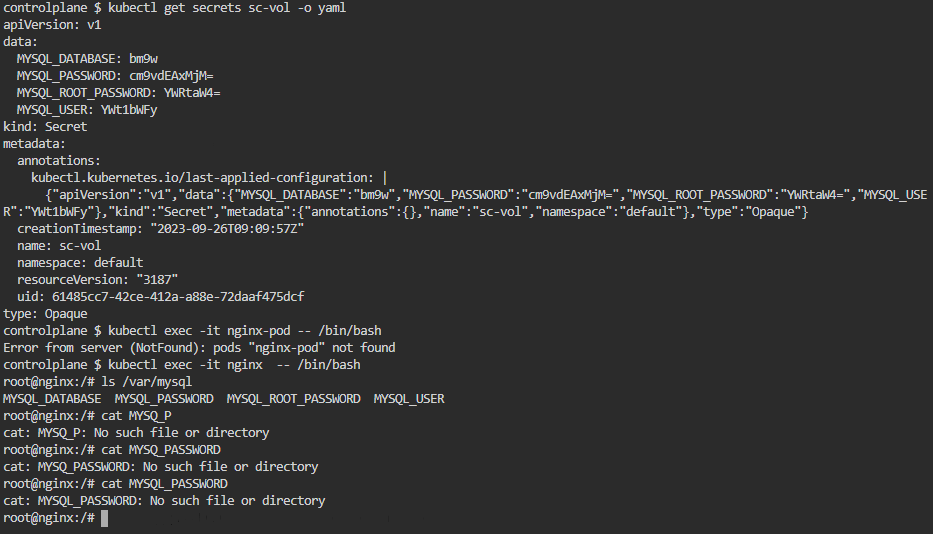 controlplane $ kubectl get secrets sc-vol -o yaml
apiVersion: v1
data:
  MYSQL_DATABASE: bm9w
  MYSQL_PASSWORD: cm9vdEAxMjM=
  MYSQL_ROOT_PASSWORD: YWRtaW4=
  MYSQL_USER: YWt1bWFy
kind: Secret
metadata:
  annotations:
    kubectl.kubernetes.io/last-applied-configuration: |
      {"apiVersion":"v1","data":{"MYSQL_DATABASE":"bm9w","MYSQL_PASSWORD":"cm9vdEAxMjM=","MYSQL_ROOT_PASSWORD":"YWRtaW4=","MYSQL_USE
R":"YWt1bWFy"},"kind":"Secret","metadata":{"annotations":{},"name":"sc-vol","namespace":"default"},"type":"Opaque"}
  creationTimestamp: "2023-09-26T09:09:57Z"
  name: sc-vol
  namespace: default
  resourceVersion: "3187"
  uid: 61485cc7-42ce-412a-a88e-72daaf475dcf
type: Opaque
controlplane $ kubectl exec -it nginx-pod -- /bin/bash
Error from server (NotFound): pods "nginx-pod" not found
controlplane $ kubectl exec -it nginx  -- /bin/bash
root@nginx:/# ls /var/mysql
MYSQL_DATABASE  MYSQL_PASSWORD  MYSQL_ROOT_PASSWORD  MYSQL_USER
root@nginx:/# cat MYSQ_P
cat: MYSQ_P: No such file or directory
root@nginx:/# cat MYSQ_PASSWORD
cat: MYSQ_PASSWORD: No such file or directory
root@nginx:/# cat MYSQL_PASSWORD
cat: MYSQL_PASSWORD: No such file or directory
root@nginx:/#